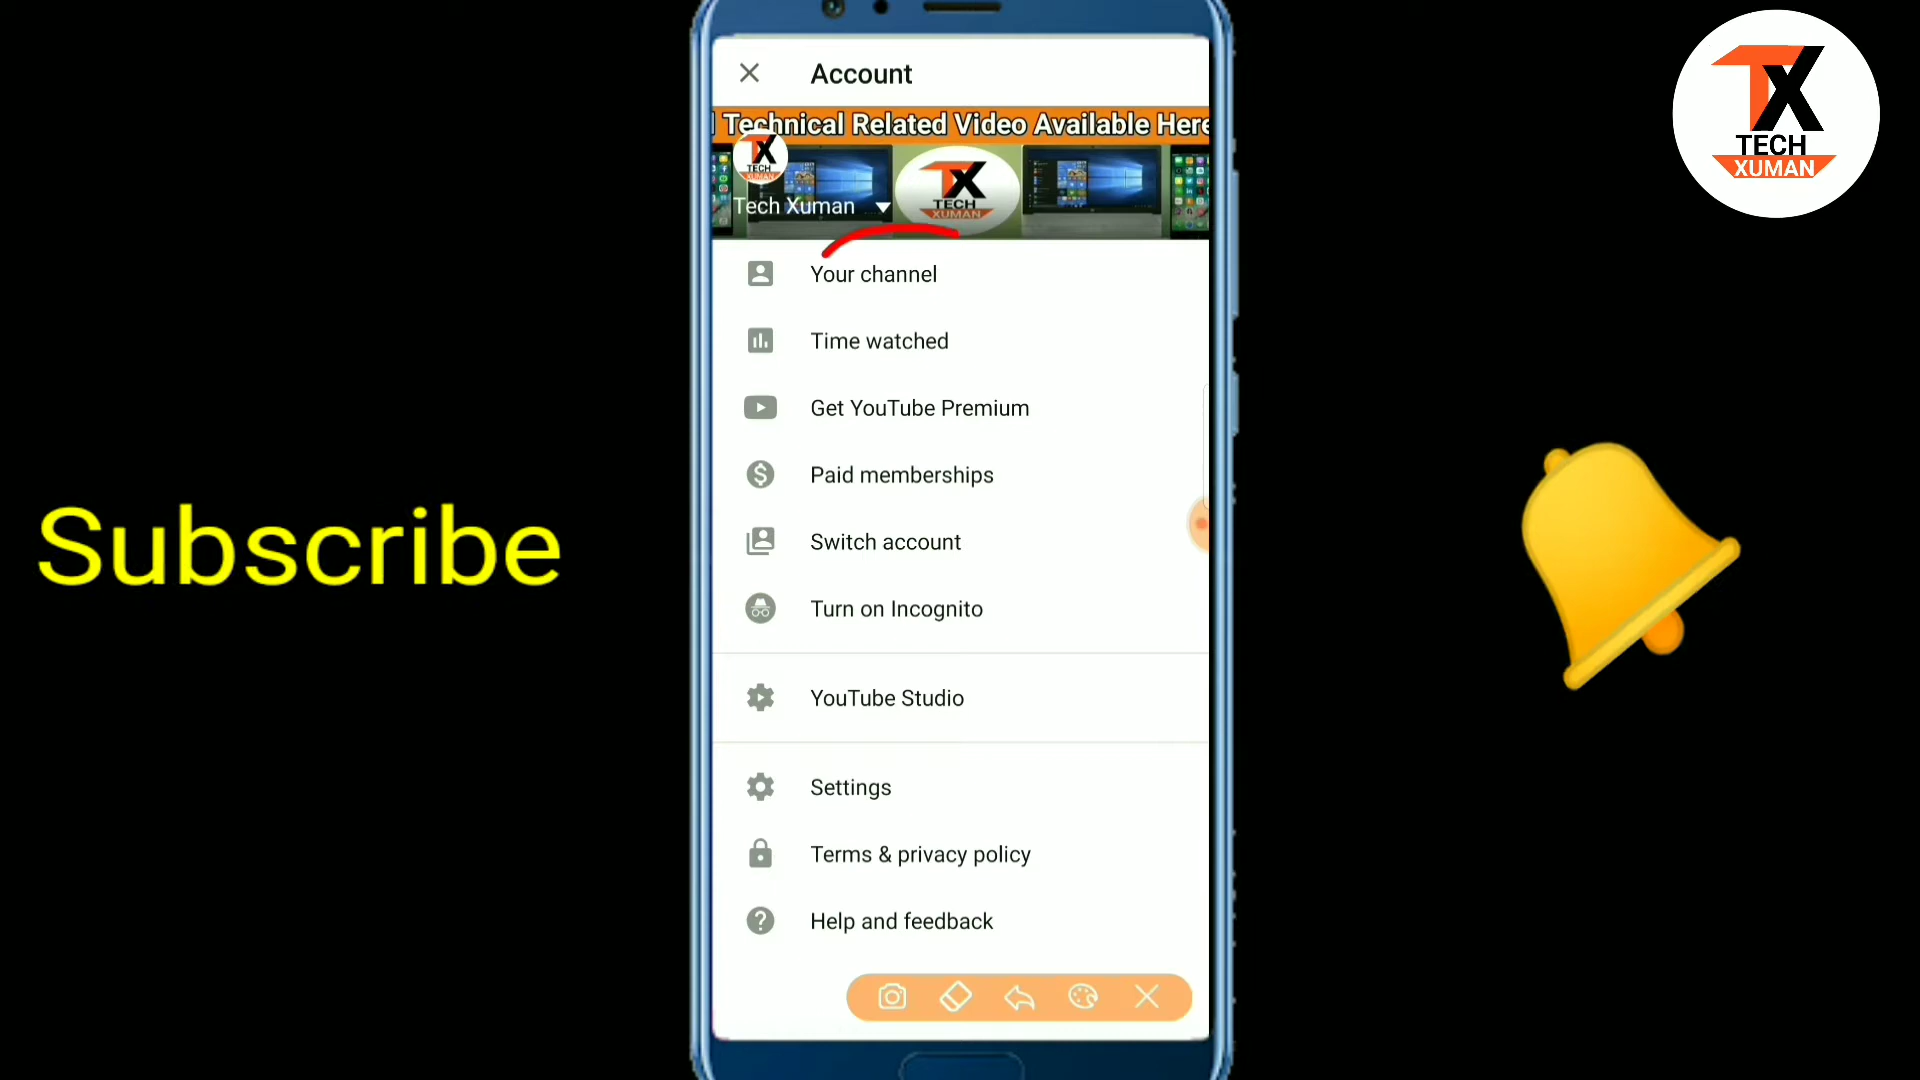 Account
Technical Related Video Available Here
TECH
XUMAN
TECH
XUMAN
Tech Xuman
Your channel
Time watched
Get YouTube Premium
Paid memberships
Switch account
Turn on Incognito
YouTube Studio
Settings
Terms & privacy policy
Help and feedback
Subscribe
TX
TECH
XUMAN